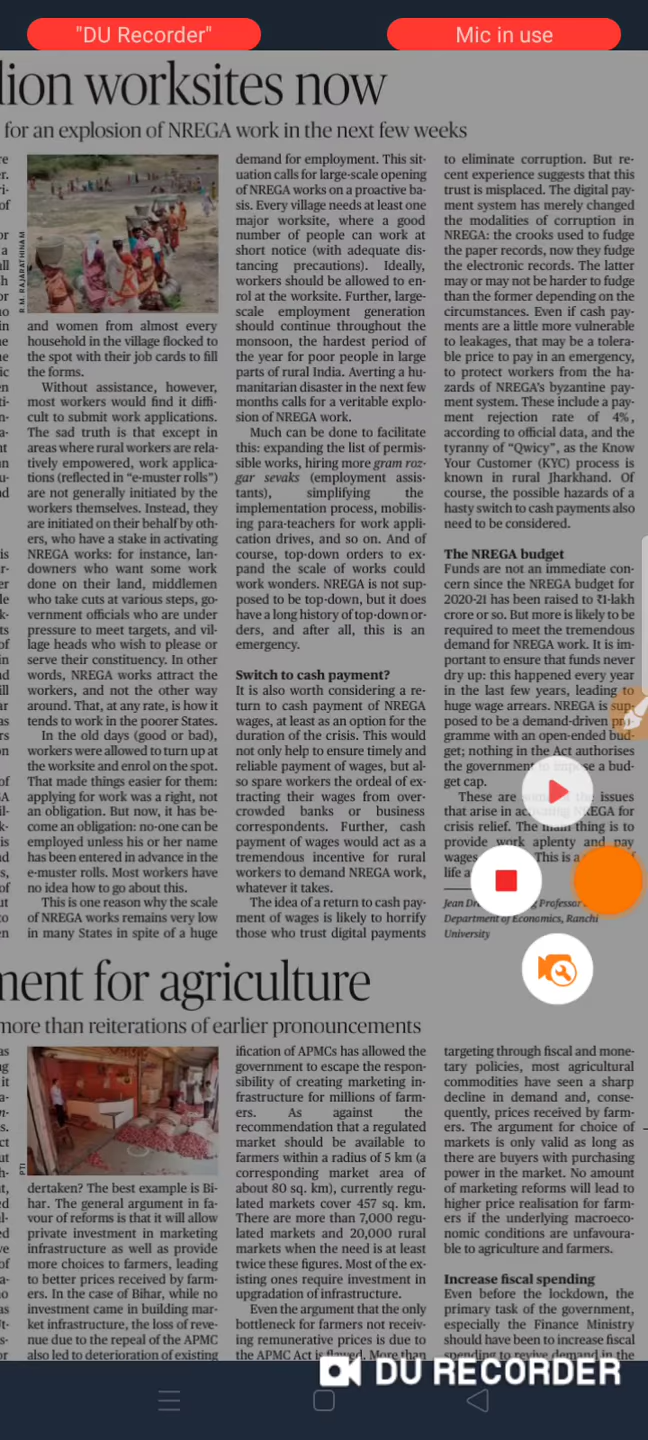 "DU Recorder"
Mic in use
lion worksites now
for an explosion of NREGA work in the next few weeks
R.M. RAJARATHINAM
and women from almost every
household in the village flocked to
the spot with their job cards to fill
the forms.
Without assistance, however,
most workers would find it diffi-
cult to submit work applications.
The sad truth is that except in
areas where rural workers are rela-
tively empowered, work applica-
tions (reflected in “e-muster rolls”)
are not generally initiated by the
workers themselves. Instead, they
are initiated on their behalf by oth-
ers, who have a stake in activating
NREGA works: for instance, lan-
downers who want some work
done on their land, middlemen
who take cuts at various steps, go-
vernment officials who are under
pressure to meet targets, and vil-
lage heads who wish to please or
serve their constituency. In other
words, NREGA works attract the
workers, and not the other way
around. That, at any rate, is how it
tends to work in the poorer States.
In the old days (good or bad),
workers were allowed to turn up at
the worksite and enrol on the spot.
That made things easier for them:
applying for work was a right, not
an obligation. But now, it has be-
come an obligation: no-one can be
employed unless his or her name
has been entered in advance in the
e-muster rolls. Most workers have
no idea how to go about this.
This is one reason why the scale
of NREGA works remains very low
in many States in spite of a huge
demand for employment. This sit-
uation calls for large-scale opening
of NREGA works on a proactive ba-
sis. Every village needs at least one
major worksite, where a good
number of people can work at
short notice (with adequate dis-
tancing precautions). Ideally,
workers should be allowed to en-
rol at the worksite. Further, large-
scale employment generation
should continue throughout the
monsoon, the hardest period of
the year for poor people in large
parts of rural India. Averting a hu-
manitarian disaster in the next few
months calls for a veritable explo-
sion of NREGA work.
Much can be done to facilitate
this: expanding the list of permis-
sible works, hiring more gram roz-
gar sevaks (employment assis-
tants), simplifying the
implementation process, mobilis-
ing para-teachers for work appli-
cation drives, and so on. And of
course, top-down orders to ex-
pand the scale of works could
work wonders. NREGA is not sup-
posed to be top-down, but it does
have a long history of top-down or-
ders, and after all, this is an
emergency.
Switch to cash payment?
It is also worth considering a re-
turn to cash payment of NREGA
wages, at least as an option for the
duration of the crisis. This would
not only help to ensure timely and
reliable payment of wages, but al-
so spare workers the ordeal of ex-
tracting their wages from over-
crowded banks or business
correspondents. Further, cash
payment of wages would act as a
tremendous incentive for rural
workers to demand NREGA work,
whatever it takes.
The idea of a return to cash pay-
ment of wages is likely to horrify
those who trust digital payments
to eliminate corruption. But re-
cent experience suggests that this
trust is misplaced. The digital pay-
ment system has merely changed
the modalities of corruption in
NREGA: the crooks used to fudge
the paper records, now they fudge
the electronic records. The latter
may or may not be harder to fudge
than the former depending on the
circumstances. Even if cash pay-
ments are a little more vulnerable
to leakages, that may be a tolera-
ble price to pay in an emergency,
to protect workers from the ha-
zards of NREGA’s byzantine pay-
ment system. These include a pay-
ment rejection rate of 4%,
according to official data, and the
tyranny of “Qwicy”, as the Know
Your Customer (KYC) process is
known in rural Jharkhand. Of
course, the possible hazards of a
hasty switch to cash payments also
need to be considered.
The NREGA budget
Funds are not an immediate con-
cern since the NREGA budget for
2020-21 has been raised to ₹1-lakh
crore or so. But more is likely to be
required to meet the tremendous
demand for NREGA work. It is im-
portant to ensure that funds never
dry up: this happened every year
in the last few years, leading to
huge wage arrears. NREGA is sup-
posed to be a demand-driven pro-
gramme with an open-ended bud-
get; nothing in the Act authorises
the government to impose a bud-
get cap.
These are the issues
that arise in NREGA for
crisis relief. The main thing is to
provide work aplenty and pay
wages This is a
life
Jean Professor
Department of Economics, Ranchi
University
ment for agriculture
more than reiterations of earlier pronouncements
PTI
dertaken? The best example is Bi-
har. The general argument in fa-
vour of reforms is that it will allow
private investment in marketing
infrastructure as well as provide
more choices to farmers, leading
to better prices received by farm-
ers. In the case of Bihar, while no
investment came in building mar-
ket infrastructure, the loss of reve-
nue due to the repeal of the APMC
also led to deterioration of existing
ification of APMCs has allowed the
government to escape the respon-
sibility of creating marketing in-
frastructure for millions of farm-
ers. As against the
recommendation that a regulated
market should be available to
farmers within a radius of 5 km (a
corresponding market area of
about 80 sq. km), currently regu-
lated markets cover 457 sq. km.
There are more than 7,000 regu-
lated markets and 20,000 rural
markets when the need is at least
twice these figures. Most of the ex-
isting ones require investment in
upgradation of infrastructure.
Even the argument that the only
bottleneck for farmers not receiv-
ing remunerative prices is due to
the APMC Act is flawed. More than
targeting through fiscal and mone-
tary policies, most agricultural
commodities have seen a sharp
decline in demand and, conse-
quently, prices received by farm-
ers. The argument for choice of
markets is only valid as long as
there are buyers with purchasing
power in the market. No amount
of marketing reforms will lead to
higher price realisation for farm-
ers if the underlying macroeco-
nomic conditions are unfavoura-
ble to agriculture and farmers.
Increase fiscal spending
Even before the lockdown, the
primary task of the government,
especially the Finance Ministry
should have been to increase fiscal
spending to revive demand in the
DU RECORDER